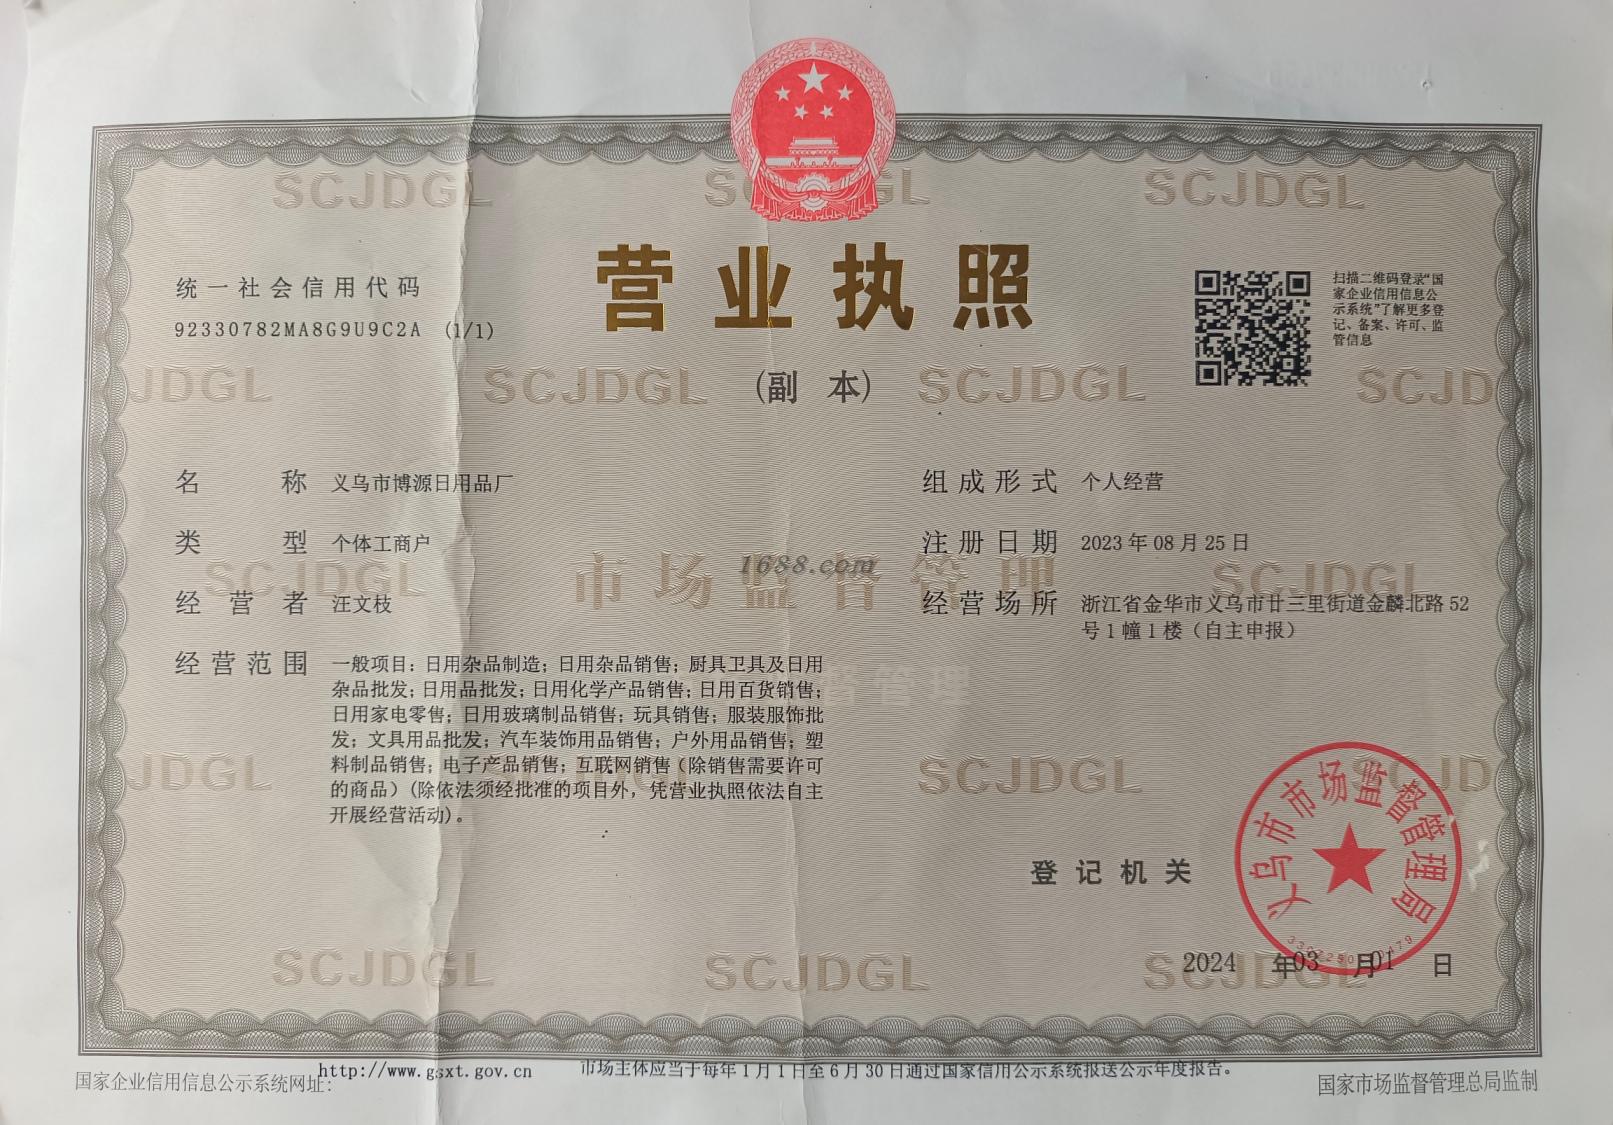 SCJDGL SCJDGL SCJDGL
营业执照
(副 本)
统一社会信用代码
92330782MA8G9U9C2A (1/1)
扫描二维码登录“国
家企业信用信息公
示系统”了解更多登
记、备案、许可、监
管信息
JDGL SCJDGL SCJDGL SCJD
名 称 义乌市博源日用品厂
类 型 个体工商户
经 营 者 汪文枝
经营范围 一般项目：日用杂品制造；日用杂品销售；厨具卫具及日用
杂品批发；日用品批发；日用化学产品销售；日用百货销售；
日用家电零售；日用玻璃制品销售；玩具销售；服装服饰批
发；文具用品批发；汽车装饰用品销售；户外用品销售；塑
料制品销售；电子产品销售；互联网销售（除销售需要许可
的商品）(除依法须经批准的项目外，凭营业执照依法自主
开展经营活动)。
组成形式 个人经营
注册日期 2023 年 08 月 25 日
经营场所 浙江省金华市义乌市廿三里街道金麟北路 52
号 1 幢 1 楼（自主申报）
SCJDGL 市场监督管理 SCJDGL
1688.com
督管理
JDGL SCJDGL SCJD
登记机关
义乌市市场监督管理局
2024 年03 月01 日
SCJDGL SCJDGL SCJDGL
国家企业信用信息公示系统网址：http://www.gsxt.gov.cn
市场主体应当于每年 1 月 1 日至 6 月 30 日通过国家信用公示系统报送公示年度报告。
国家市场监督管理总局监制